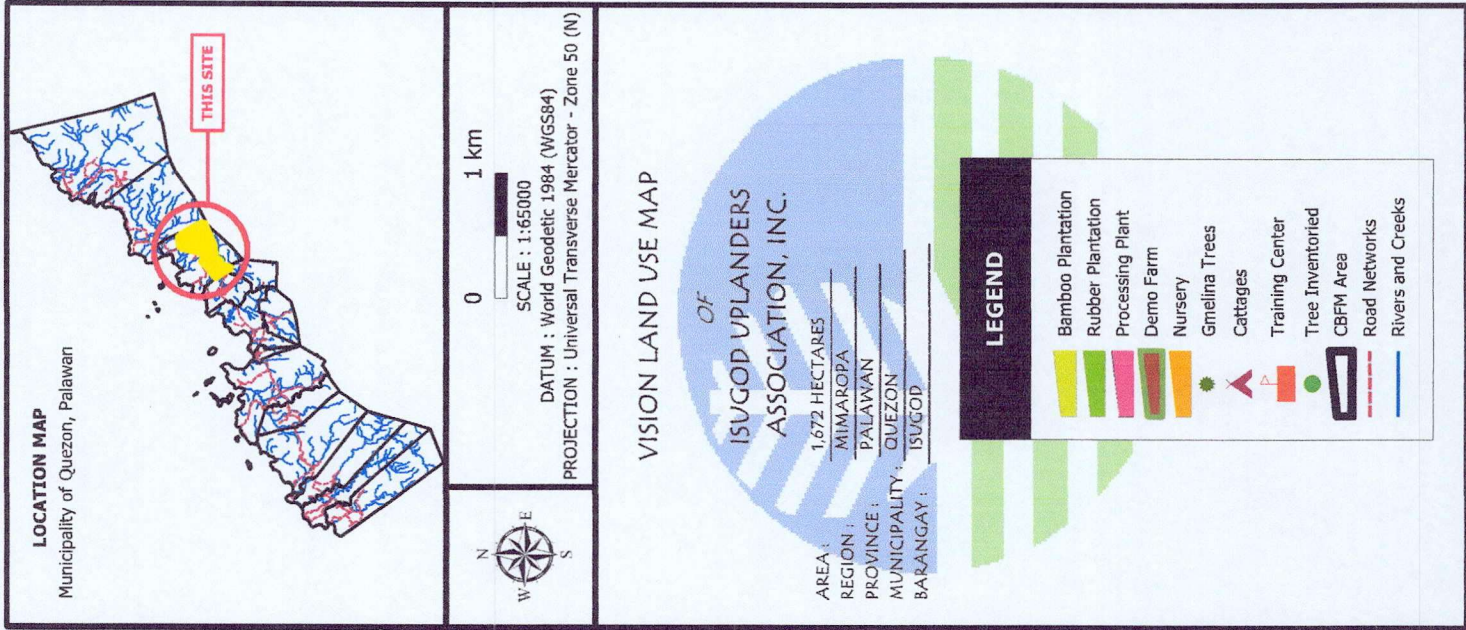 LOCATION MAP
Municipality of Quezon, Palawan
THIS SITE
N
W E
S
0 1 km
SCALE : 1:65000
DATUM : World Geodetic 1984 (WGS84)
PROJECTION : Universal Transverse Mercator - Zone 50 (N)
VISION LAND USE MAP
OF
ISUGOD UPLANDERS
ASSOCIATION, INC.
AREA : 1,672 HECTARES
REGION : MIMAROPA
PROVINCE : PALAWAN
MUNICIPALITY : QUEZON
BARANGAY : ISUGOD
LEGEND
Bamboo Plantation
Rubber Plantation
Processing Plant
Demo Farm
Nursery
Gmelina Trees
Cattages
Training Center
Tree Inventoried
CBFM Area
Road Networks
Rivers and Creeks